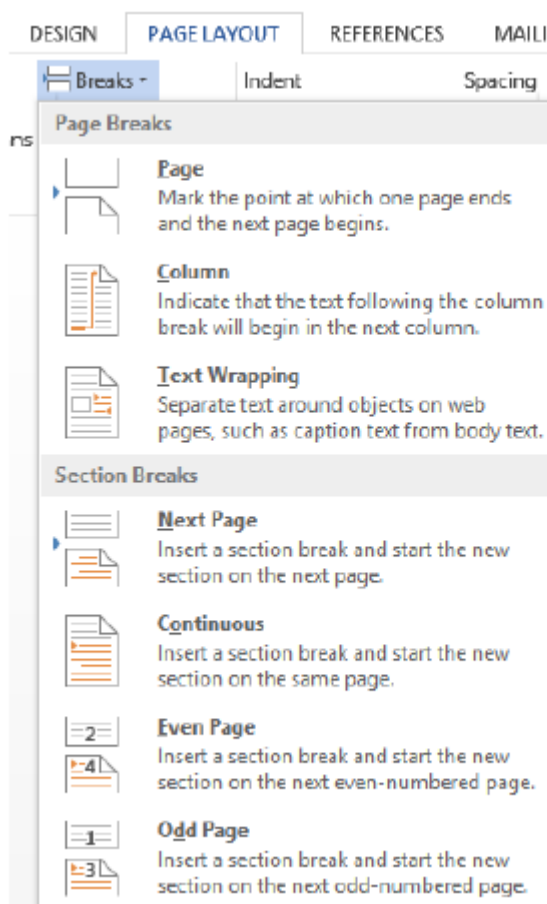 DESIGN PAGE LAYOUT REFERENCES MAILI
Breaks Indent Spacing
ns
Page Breaks
Page
Mark the point at which one page ends
and the next page begins.
Column
Indicate that the text following the column
break will begin in the next column.
Text Wrapping
Separate text around objects on web
pages, such as caption text from body text.
Section Breaks
Next Page
Insert a section break and start the new
section on the next page.
Continuous
Insert a section break and start the new
section on the same page.
2
4
Even Page
Insert a section break and start the new
section on the next even-numbered page.
1
3
Odd Page
Insert a section break and start the new
section on the next odd-numbered page.